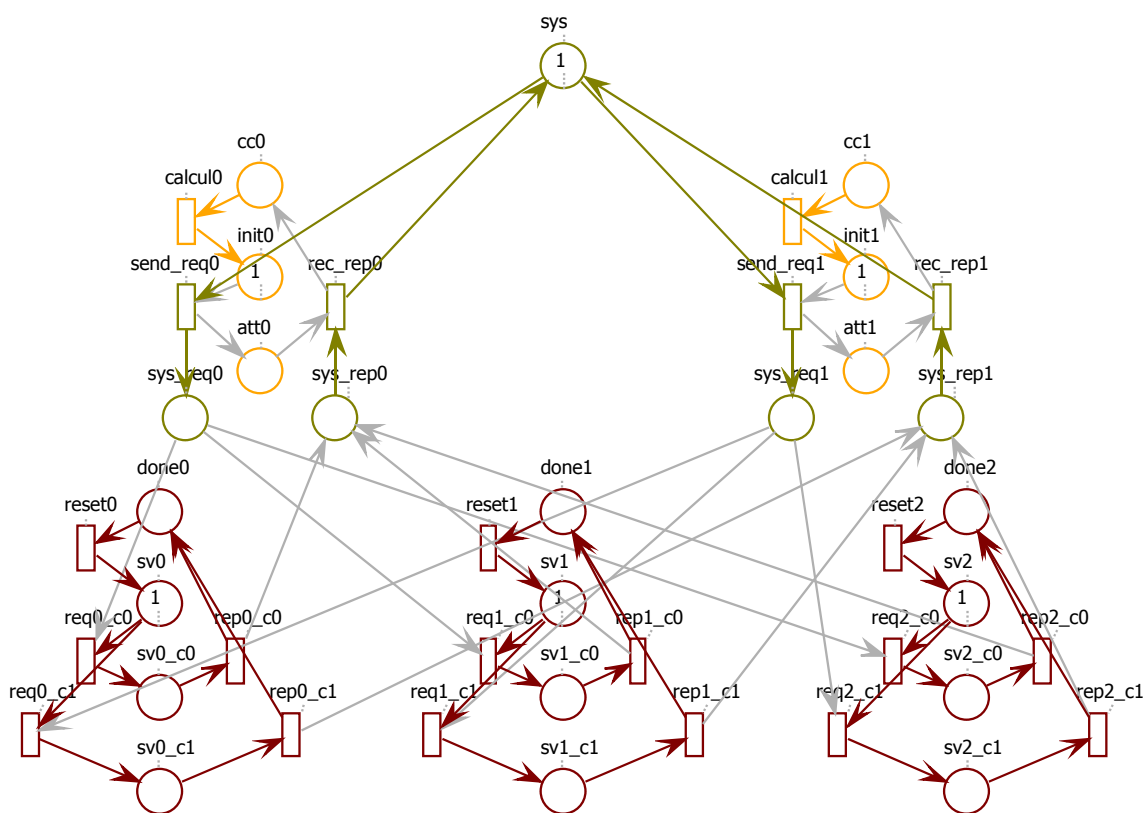 sys
1
cc0
cc1
calcul0
calcul1
init0
init1
1
1
send_req0
rec_rep0
send_req1
rec_rep1
att0
att1
sys_req0
sys_rep0
sys_req1
sys_rep1
done0
done1
done2
reset0
reset1
reset2
sv0
sv1
sv2
1
1
1
req0_c0
rep0_c0
req1_c0
rep1_c0
req2_c0
rep2_c0
sv0_c0
sv1_c0
sv2_c0
req0_c1
rep0_c1
req1_c1
rep1_c1
req2_c1
rep2_c1
sv0_c1
sv1_c1
sv2_c1